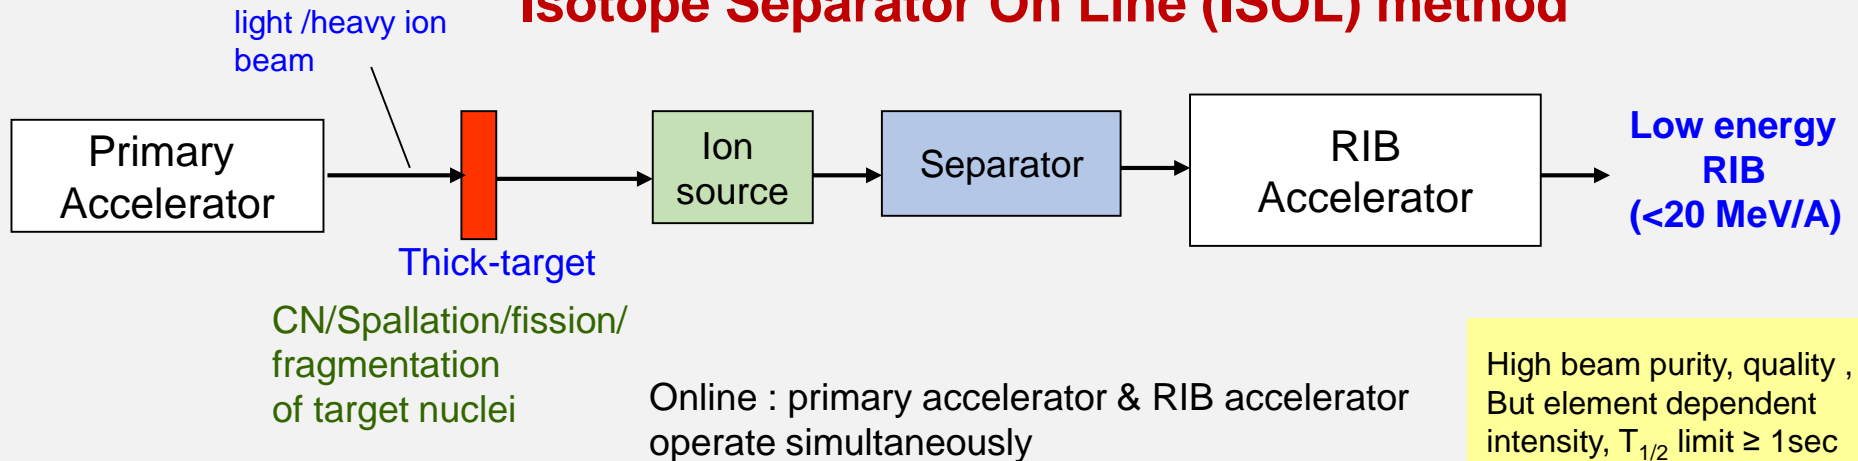 Isotope Separator On Line (ISOL) method
light /heavy ion
beam
Primary
Accelerator
Thick-target
CN/Spallation/fission/
fragmentation
of target nuclei
Ion
source
Separator
RIB
Accelerator
Low energy
RIB
(<20 MeV/A)
Online : primary accelerator & RIB accelerator
operate simultaneously
High beam purity, quality ,
But element dependent
intensity, T1/2 limit ≥ 1sec